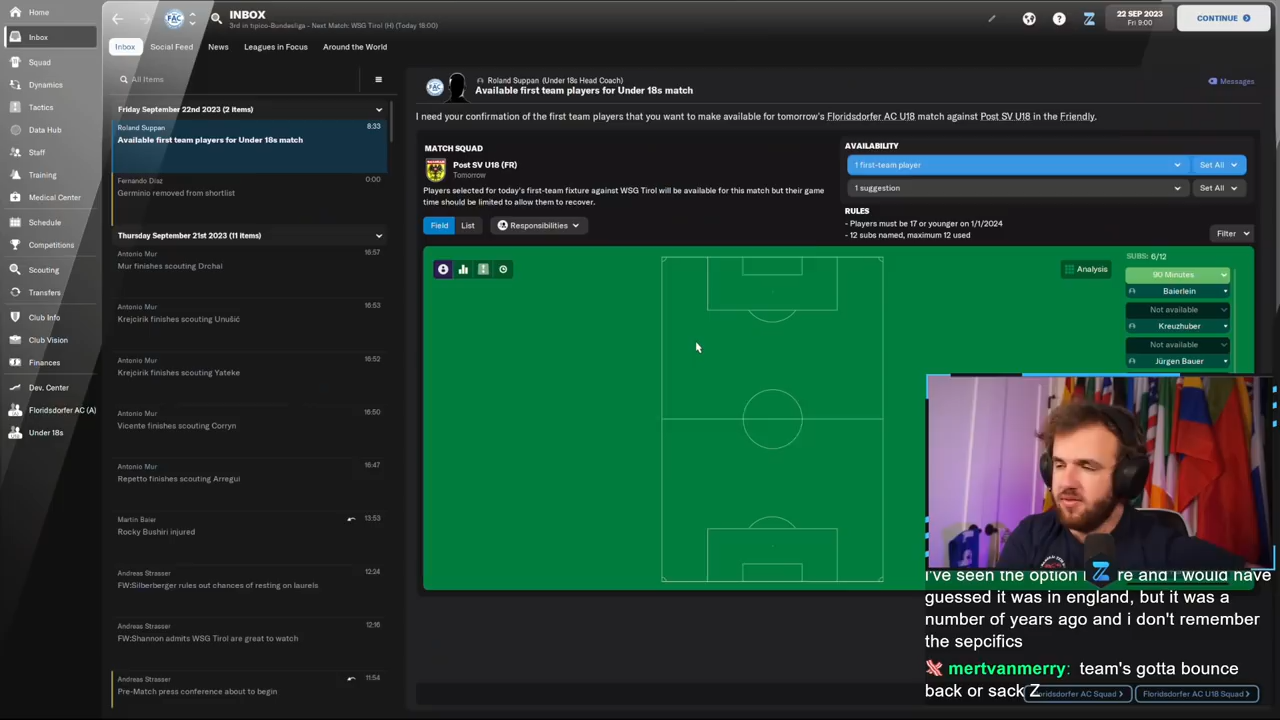 Home
Inbox
Squad
Dynamics
Tactics
Data Hub
Staff
Training
Medical Center
Schedule
Competitions
Scouting
Transfers
Club Info
Club Vision
Finances
Dev. Center
Floridsdorfer AC (A)
Under 18s
INBOX
3rd in tipico-Bundesliga - Next Match: WSG Tirol (H) (Today 18:00)
22 SEP 2023
Fri 9:00
CONTINUE
Inbox
Social Feed
News
Leagues in Focus
Around the World
All Items
Friday September 22nd 2023 (2 items)
Roland Suppan
8:33
Available first team players for Under 18s match
Fernando Diaz
0:00
Germinio removed from shortlist
Thursday September 21st 2023 (11 items)
Antonio Mur
16:57
Mur finishes scouting Drchai
Antonio Mur
16:53
Krejcirik finishes scouting Unušić
Antonio Mur
16:52
Krejcirik finishes scouting Yateke
Antonio Mur
16:50
Vicente finishes scouting Corryn
Antonio Mur
16:47
Repetto finishes scouting Arregui
Martin Baier
13:53
Rocky Bushiri injured
Andreas Strasser
12:24
FW:Silberberger rules out chances of resting on laurels
Andreas Strasser
12:16
FW:Shannon admits WSG Tirol are great to watch
Andreas Strasser
11:54
Pre-Match press conference about to begin
Roland Suppan (Under 18s Head Coach)
Available first team players for Under 18s match
Messages
I need your confirmation of the first team players that you want to make available for tomorrow's Floridsdorfer AC U18 match against Post SV U18 in the Friendly.
MATCH SQUAD
Post SV U18 (FR)
Tomorrow
Players selected for today's first-team fixture against WSG Tirol will be available for this match but their game
time should be limited to allow them to recover.
AVAILABILITY
1 first-team player
Set All
1 suggestion
Set All
RULES
- Players must be 17 or younger on 1/1/2024
- 12 subs named, maximum 12 used
Field
List
Responsibilities
Filter
Analysis
SUBS: 6/12
90 Minutes
Baierlein
Not available
Kreuzhuber
Not available
Jürgen Bauer
I've seen the option and I would have
guessed it was in england, but it was a
number of years ago and i don't remember
the sepcifics
mertvanmerry: team's gotta bounce
back or sack Z
Floridsdorfer AC Squad
Floridsdorfer AC U18 Squad